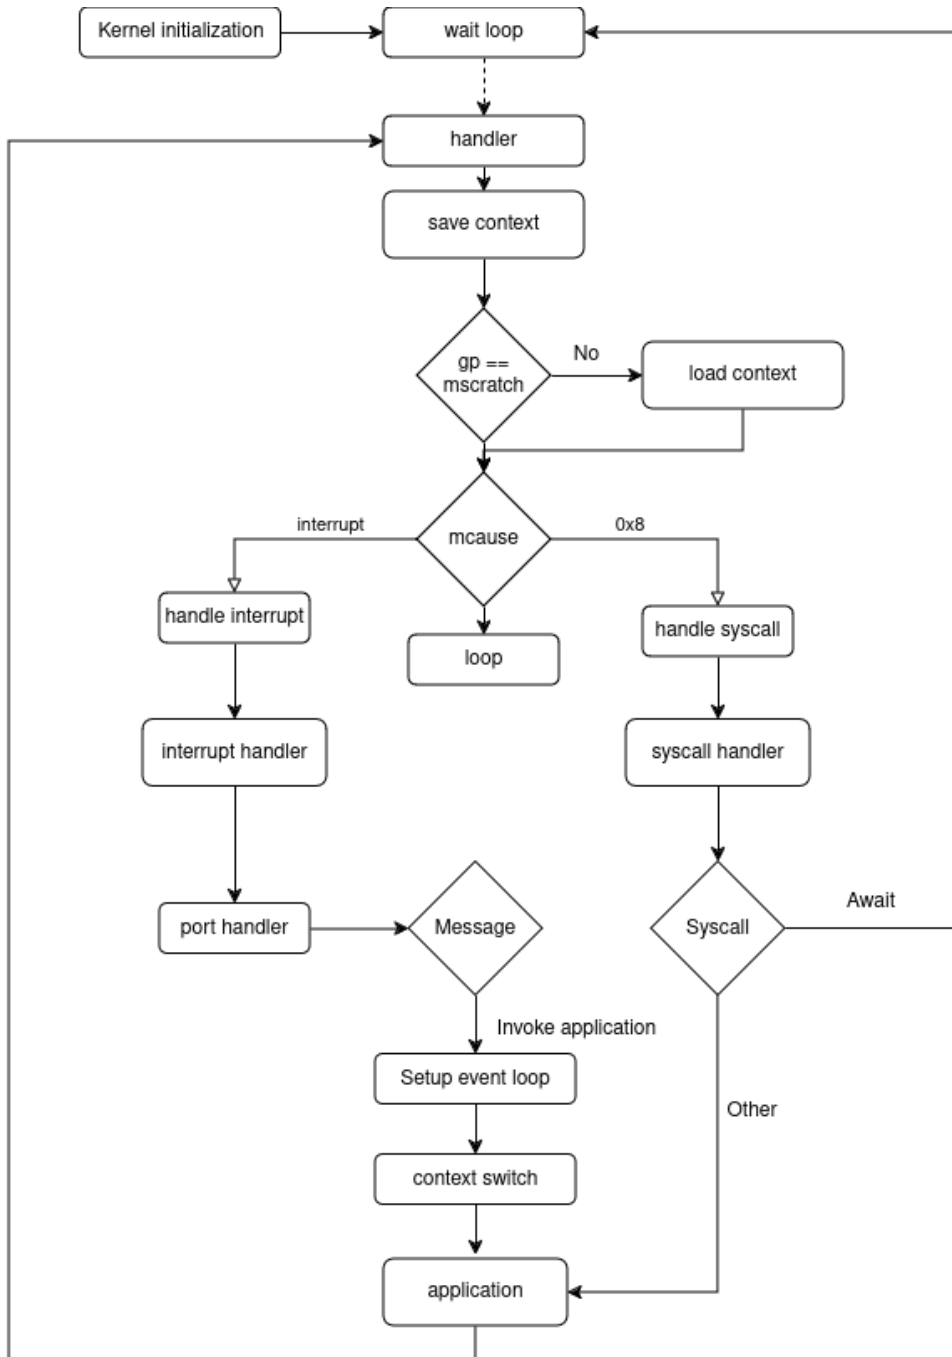 Kernel initialization
wait loop
handler
save context
gp ==
mscratch
No
load context
mcause
interrupt
0x8
handle interrupt
loop
handle syscall
interrupt handler
syscall handler
port handler
Message
Syscall
Await
Invoke application
Setup event loop
Other
context switch
application